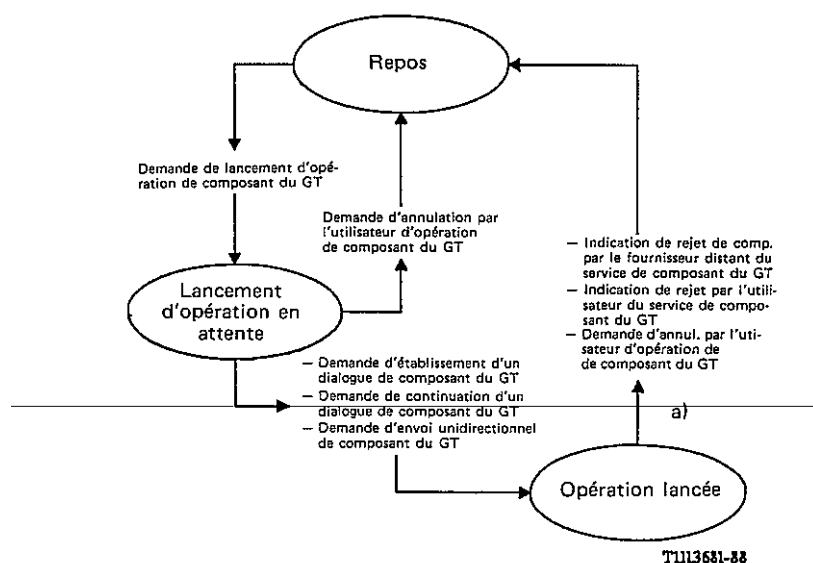 Repos
Demande de lancement d'opé-
ration de composant du GT
Demande d'annulation par
l'utilisateur d'opération
de composant du GT
— Indication de rejet de comp.
par le fournisseur distant du
service de composant du GT
— Indication de rejet par l'utili-
sateur du service de compo-
sant du GT
— Demande d'annul. par l'uti-
sateur d'opération de
de composant du GT
Lancement
d'opération en
attente
— Demande d'établissement d'un
dialogue de composant du GT
— Demande de continuation d'un
dialogue de composant du GT
— Demande d'envoi unidirectionnel
de composant du GT
a)
Opération lancée
T1113681-88